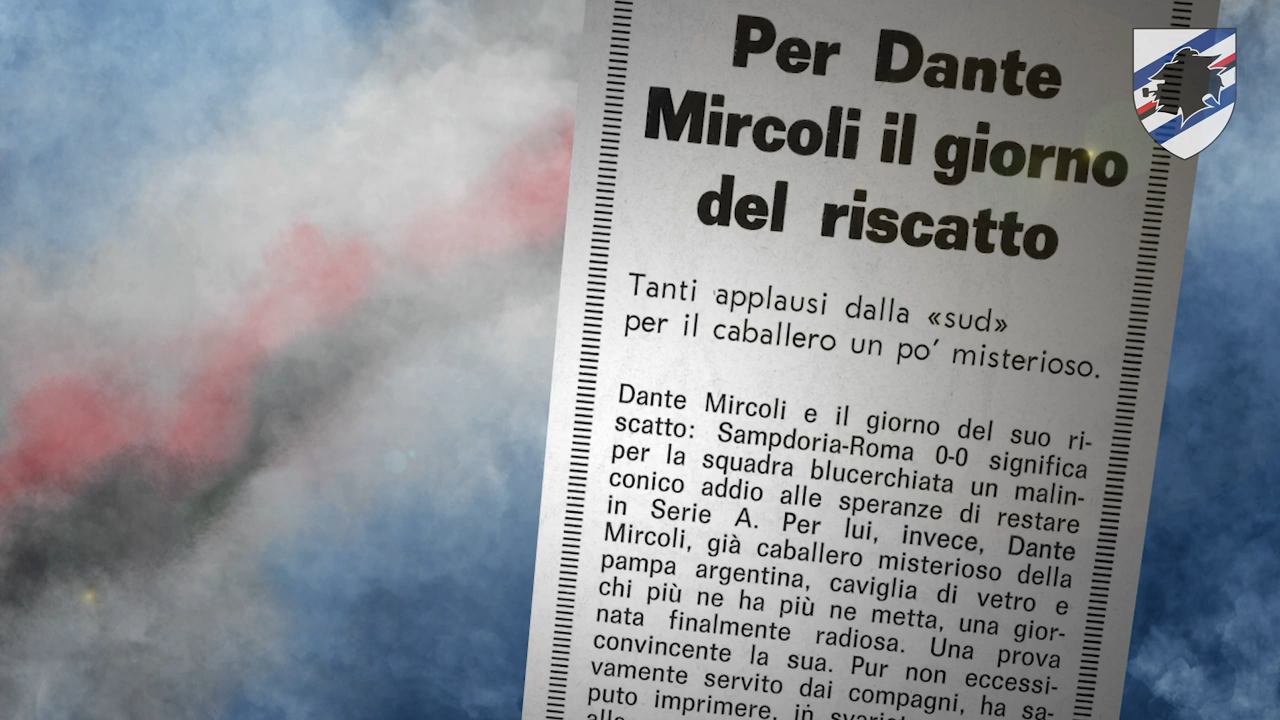 Per Dante
Mircoli il giorno
del riscatto
Tanti applausi dalla «sud»
per il caballero un po’ misterioso.
Dante Mircoli e il giorno del suo ri-
scatto: Sampdoria-Roma 0-0 significa
per la squadra blucerchiata un malin-
conico addio alle speranze di restare
in Serie A. Per lui, invece, Dante
Mircoli, già caballero misterioso della
pampa argentina, caviglia di vetro e
chi più ne ha più ne metta, una gior-
nata finalmente radiosa. Una prova
convincente la sua. Pur non eccessi-
vamente servito dai compagni, ha sa-
puto imprimere, in